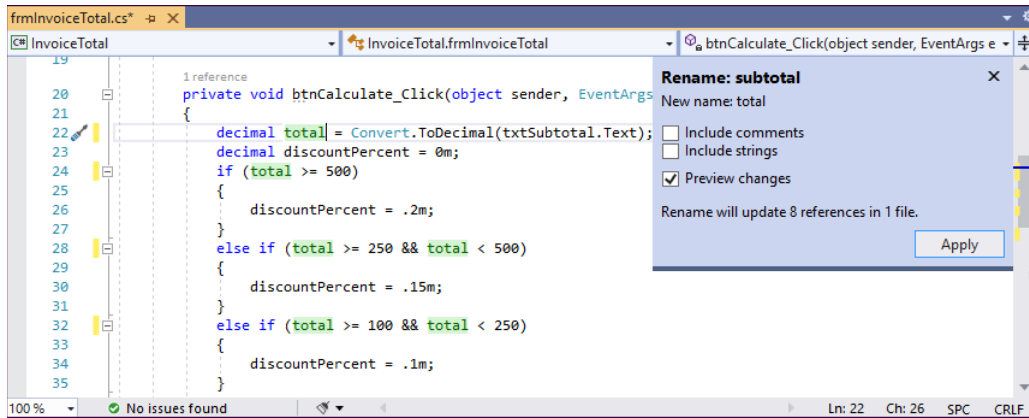 frmInvoiceTotal.cs*
InvoiceTotal InvoiceTotal.frmInvoiceTotal btnCalculate_Click(object sender, EventArgs e
19
1 reference
20 private void btnCalculate_Click(object sender, EventArgs
21 {
22 decimal total = Convert.ToDecimal(txtSubtotal.Text);
23 decimal discountPercent = 0m;
24 if (total >= 500)
25 {
26 discountPercent = .2m;
27 }
28 else if (total >= 250 && total < 500)
29 {
30 discountPercent = .15m;
31 }
32 else if (total >= 100 && total < 250)
33 {
34 discountPercent = .1m;
35 }
Rename: subtotal
New name: total
Include comments
Include strings
Preview changes
Rename will update 8 references in 1 file.
Apply
100 % No issues found Ln: 22 Ch: 26 SPC CRLF